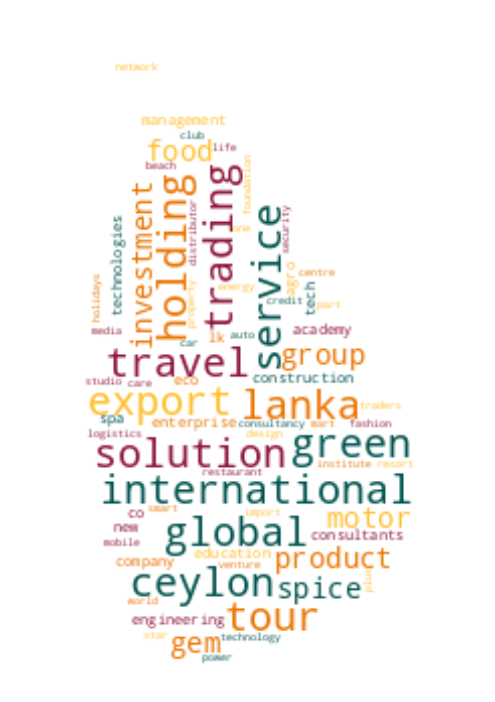 network
management
club
food
life
beach
foundation
investment
holding
trading
distributor
service
security
technologies
one
agro
centre
holidays
property
energy
credit
tech
part
media
car
lk
auto
academy
travel
group
studio
care
eco
construction
export
lanka
traders
spa
enterprise
consultancy
mart
fashion
logistics
design
solution
green
restaurant
institute
resort
international
co
smart
import
motor
new
global
consultants
mobile
education
product
company
venture
ceylon
spice
plus
world
engineering
tour
star
gem
technology
power